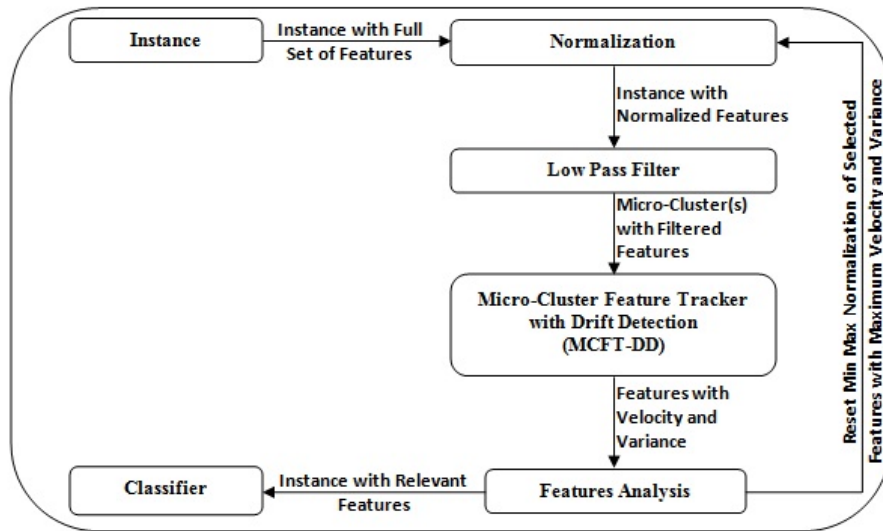 Instance
Instance with Full
Set of Features
Normalization
Instance with
Normalized Features
Low Pass Filter
Micro-Cluster(s)
with Filtered
Features
Micro-Cluster Feature Tracker
with Drift Detection
(MCFT-DD)
Features with
Velocity and
Variance
Features Analysis
Instance with Relevant
Features
Classifier
Reset Min Max Normalization of Selected
Features with Maximum Velocity and Variance